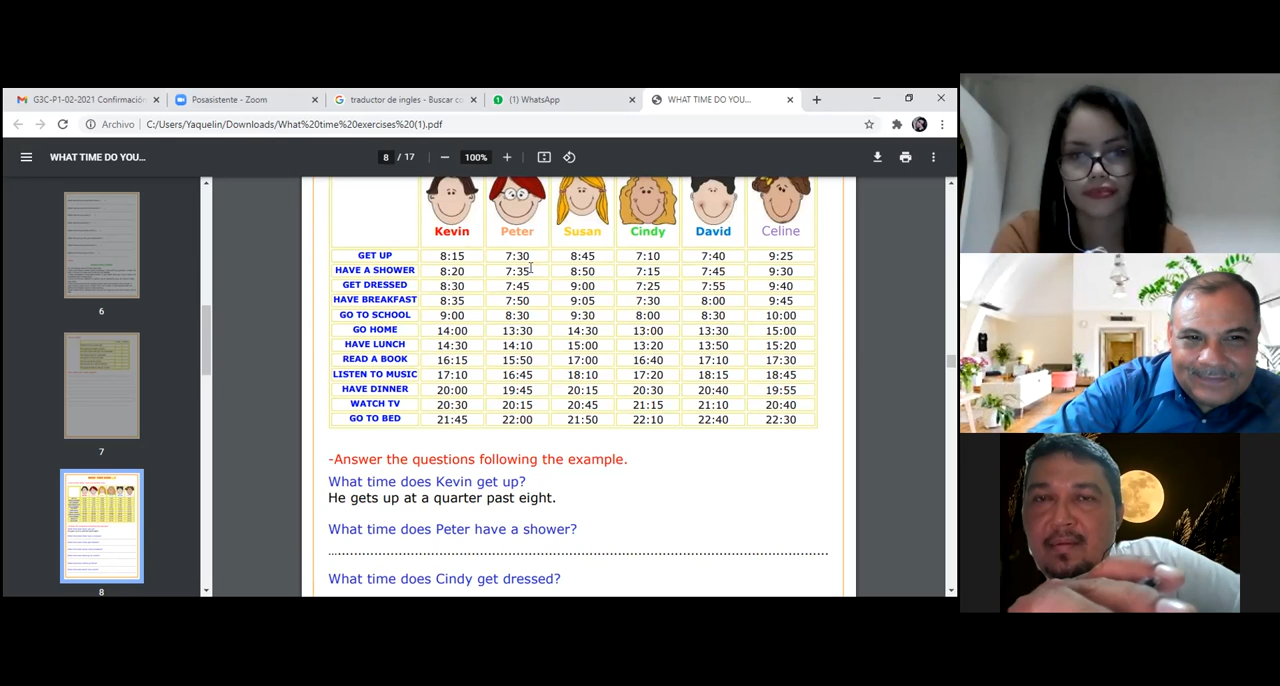 G3C-P1-02-2021 Confirmació
Posasistente - Zoom
traductor de ingles - Buscar co
(1) WhatsApp
WHAT TIME DO YOU...
Archivo | C:/Users/Yaquelin/Downloads/What%20time%20exercises%20(1).pdf
WHAT TIME DO YOU...
8 / 17
100%
6
7
8
Kevin Peter Susan Cindy David Celine
GET UP 8:15 7:30 8:45 7:10 7:40 9:25
HAVE A SHOWER 8:20 7:35 8:50 7:15 7:45 9:30
GET DRESSED 8:30 7:45 9:00 7:25 7:55 9:40
HAVE BREAKFAST 8:35 7:50 9:05 7:30 8:00 9:45
GO TO SCHOOL 9:00 8:30 9:30 8:00 8:30 10:00
GO HOME 14:00 13:30 14:30 13:00 13:30 15:00
HAVE LUNCH 14:30 14:10 15:00 13:20 13:50 15:20
READ A BOOK 16:15 15:50 17:00 16:40 17:10 17:30
LISTEN TO MUSIC 17:10 16:45 18:10 17:20 18:15 18:45
HAVE DINNER 20:00 19:45 20:15 20:30 20:40 19:55
WATCH TV 20:30 20:15 20:45 21:15 21:10 20:40
GO TO BED 21:45 22:00 21:50 22:10 22:40 22:30
-Answer the questions following the example.
What time does Kevin get up?
He gets up at a quarter past eight.
What time does Peter have a shower?
What time does Cindy get dressed?